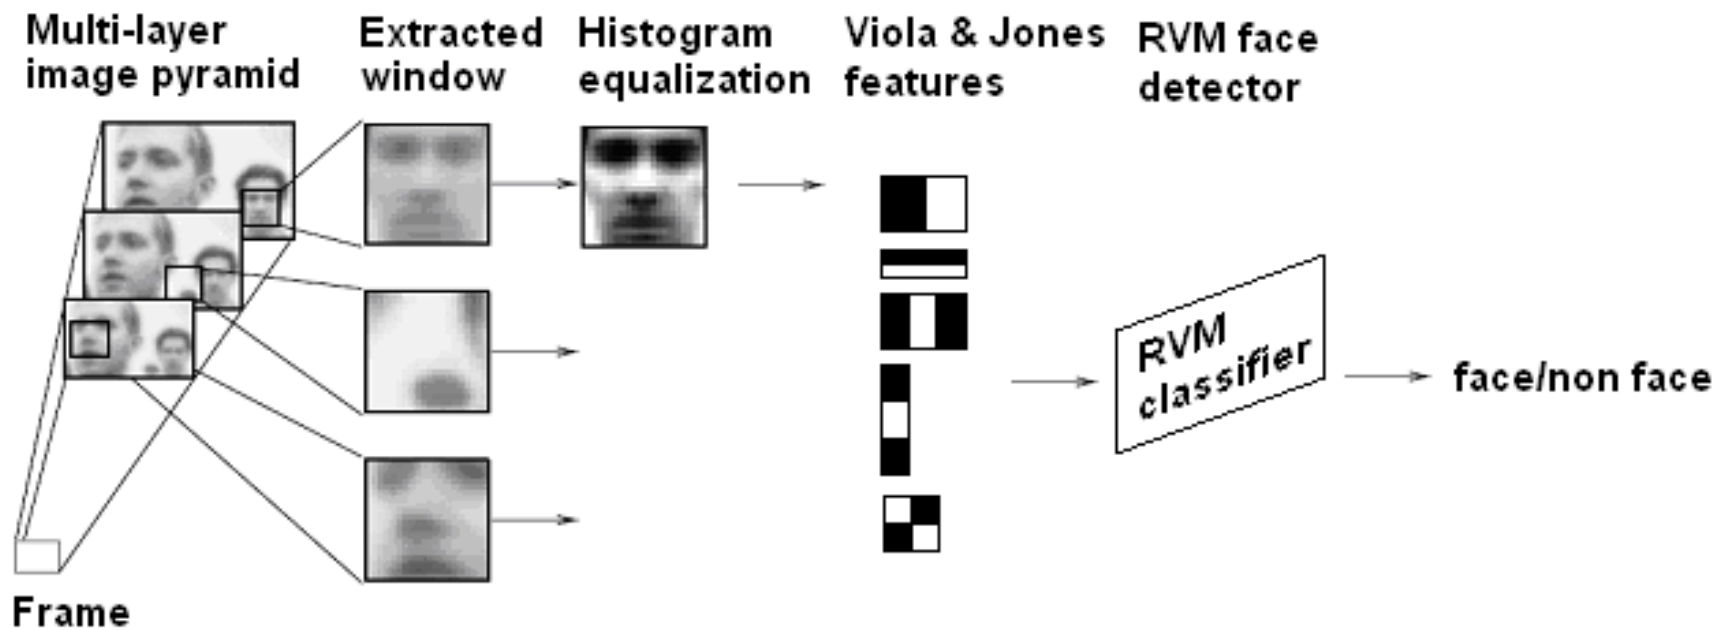 Multi-layer
image pyramid
Extracted
window
Histogram
equalization
Viola & Jones
features
RVM face
detector
RVM
classifier
face/non face
Frame